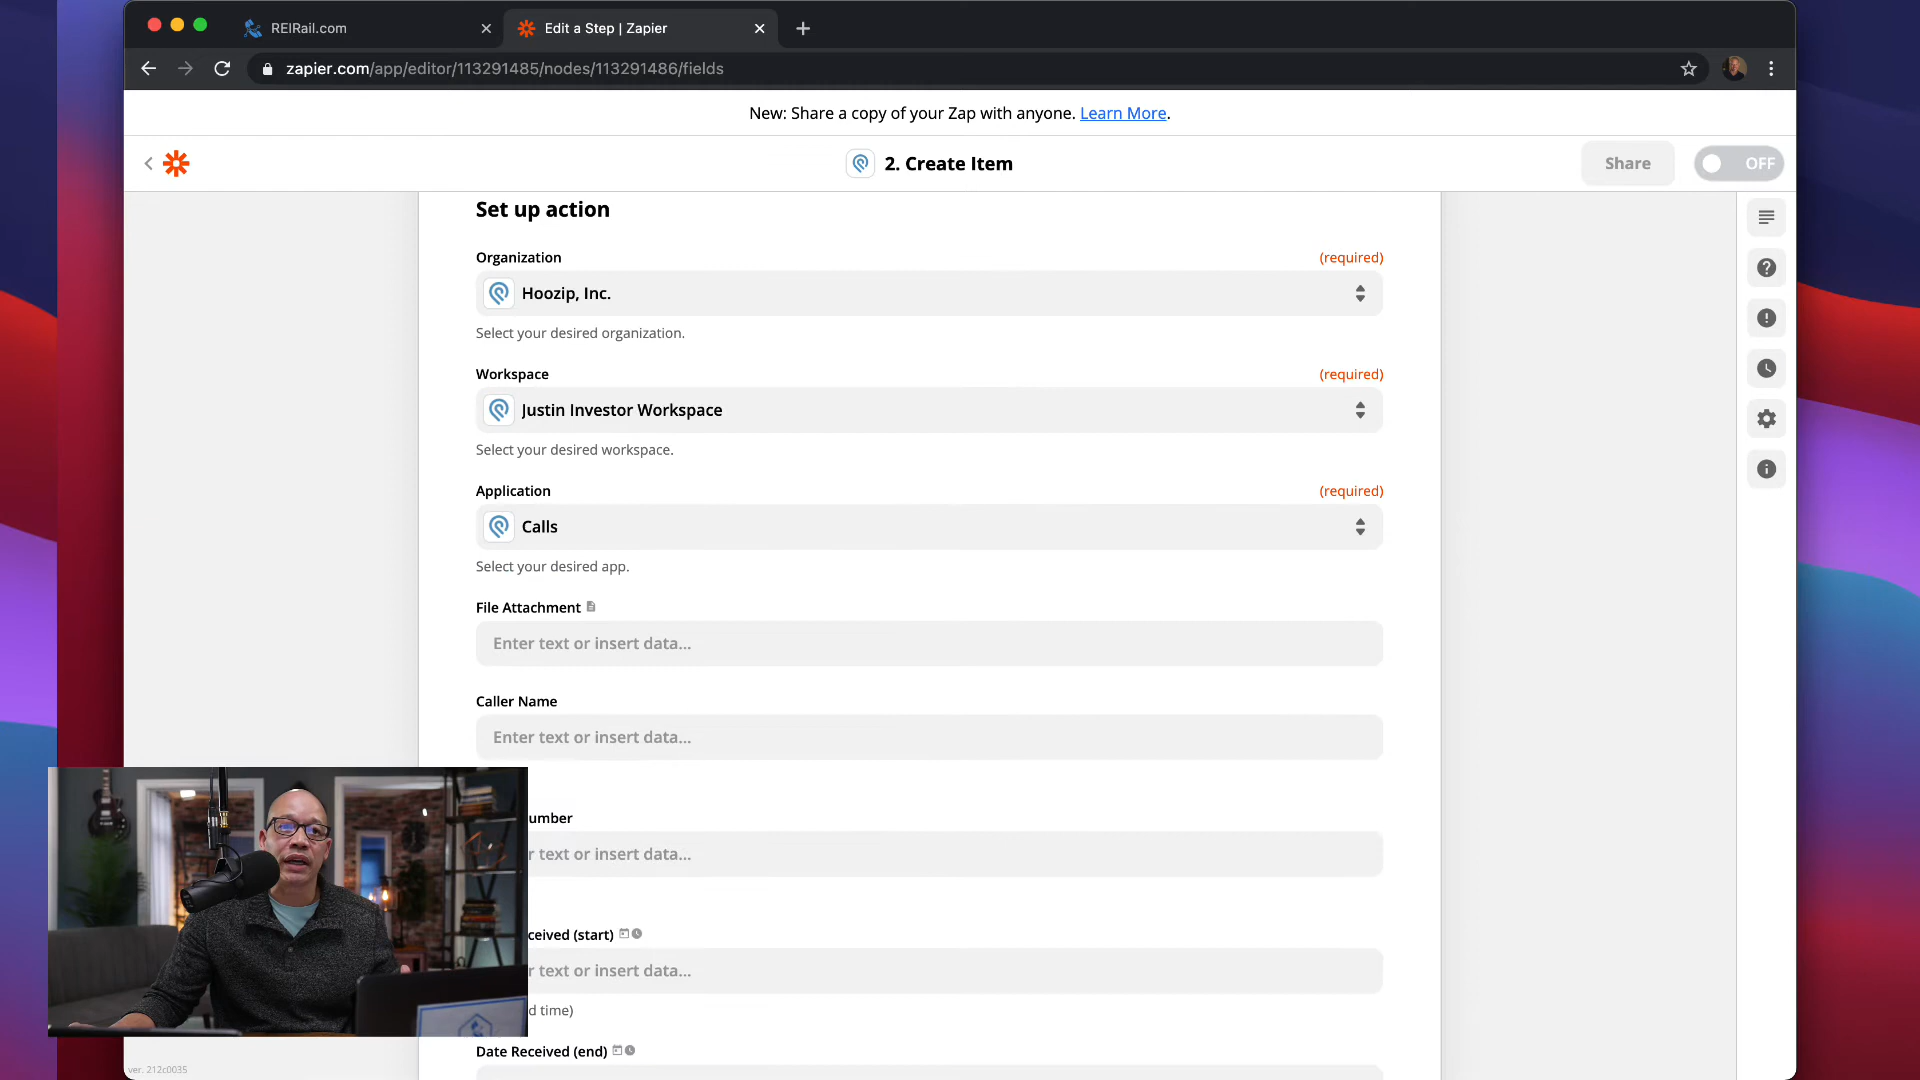 REIRail.com
Edit a Step | Zapier
zapier.com/app/editor/113291485/nodes/113291486/fields
New: Share a copy of your Zap with anyone. Learn More.
2. Create Item
Share
OFF
Set up action
Organization
(required)
Hoozip, Inc.
Select your desired organization.
Workspace
(required)
Justin Investor Workspace
Select your desired workspace.
Application
(required)
Calls
Select your desired app.
File Attachment
Enter text or insert data...
Caller Name
Enter text or insert data...
umber
r text or insert data...
ceived (start)
r text or insert data...
d time)
Date Received (end)
ver. 212c0035